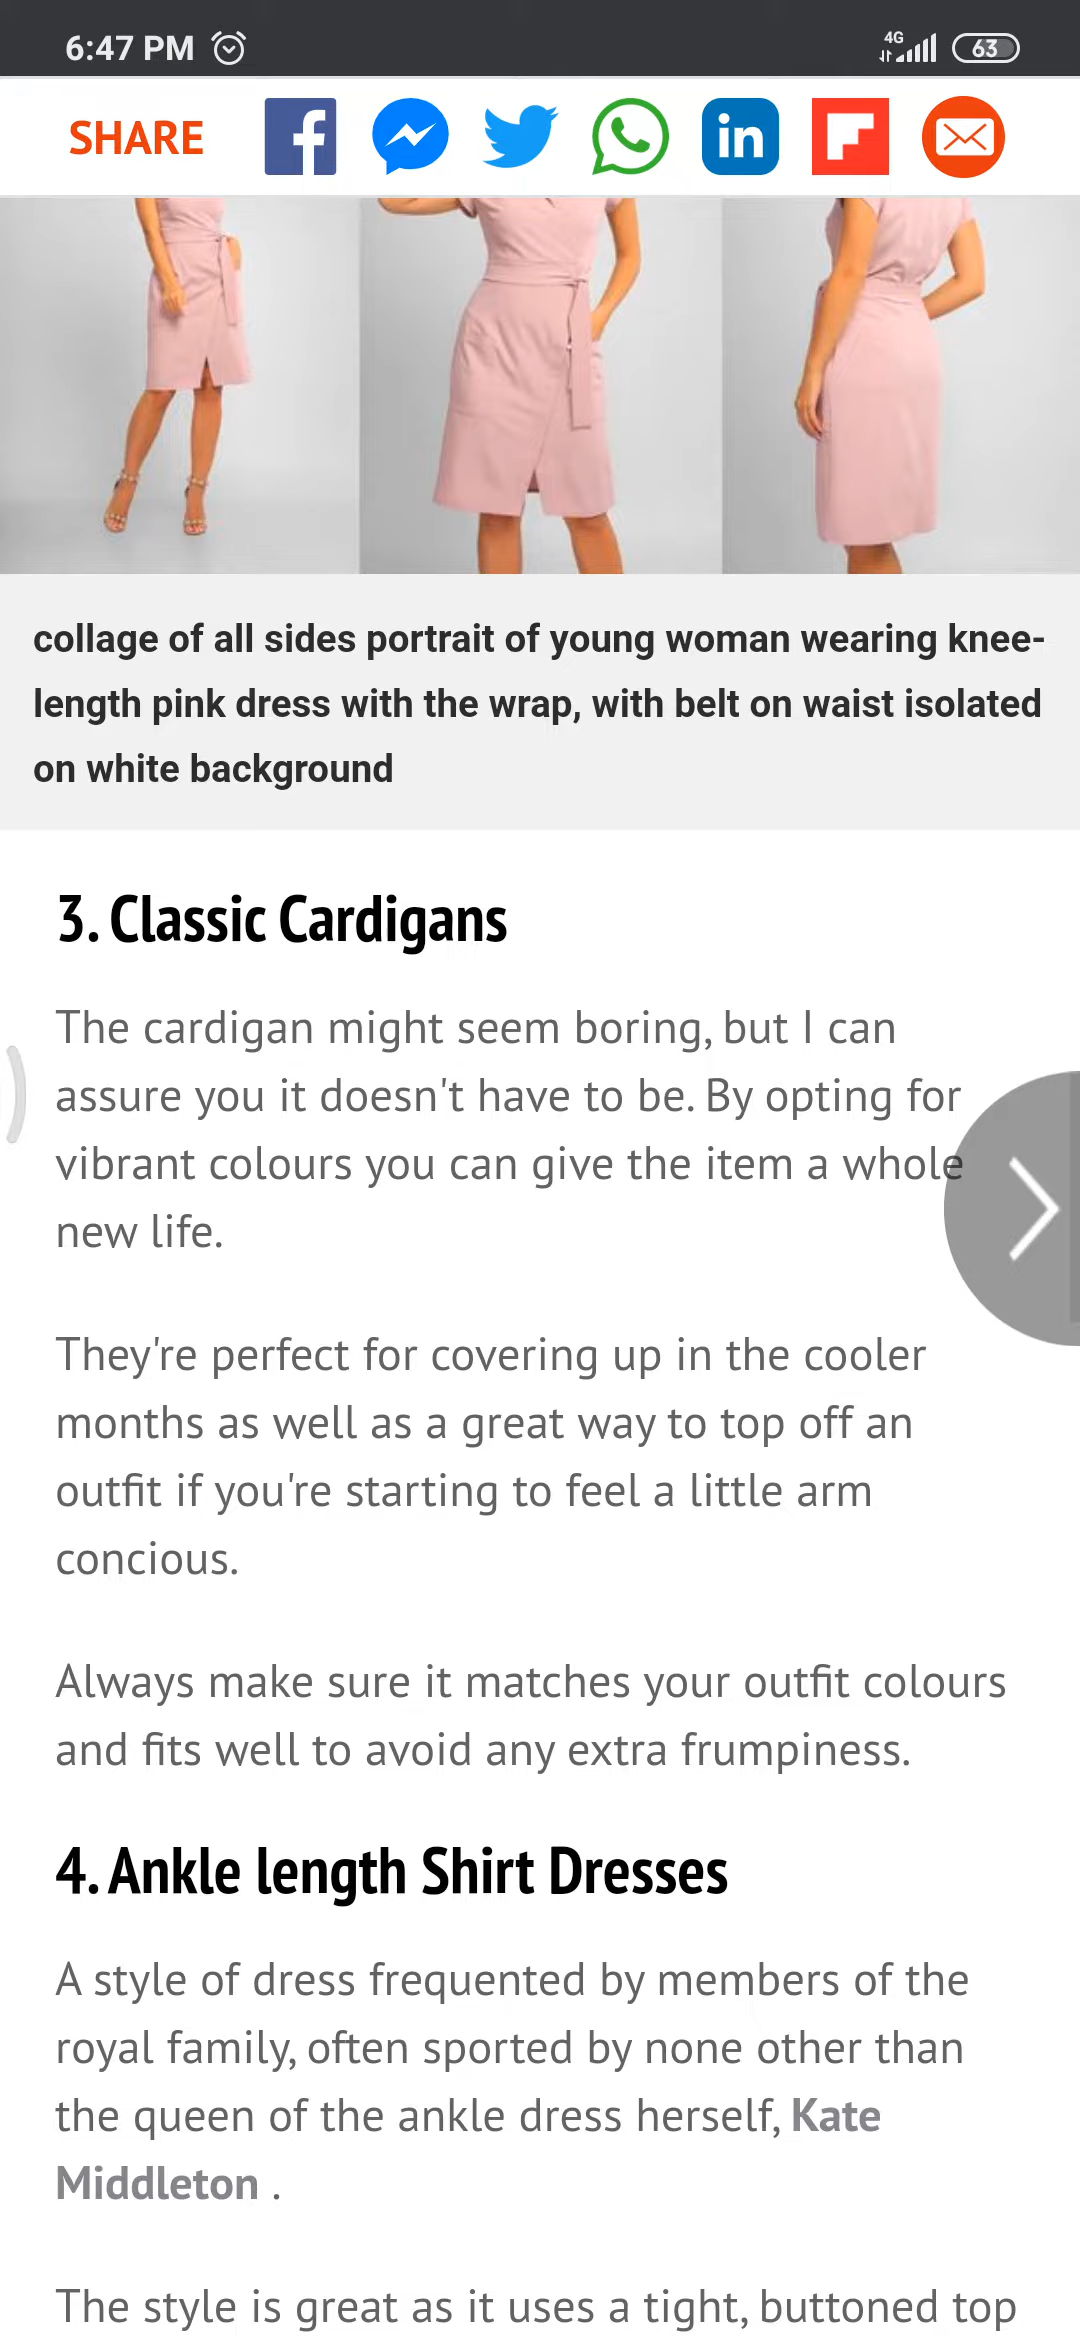 6:47 PM
4G
63
SHARE
collage of all sides portrait of young woman wearing knee-
length pink dress with the wrap, with belt on waist isolated
on white background
3. Classic Cardigans
The cardigan might seem boring, but I can
assure you it doesn't have to be. By opting for
vibrant colours you can give the item a whole
new life.
They're perfect for covering up in the cooler
months as well as a great way to top off an
outfit if you're starting to feel a little arm
concious.
Always make sure it matches your outfit colours
and fits well to avoid any extra frumpiness.
4. Ankle length Shirt Dresses
A style of dress frequented by members of the
royal family, often sported by none other than
the queen of the ankle dress herself, Kate
Middleton .
The style is great as it uses a tight, buttoned top